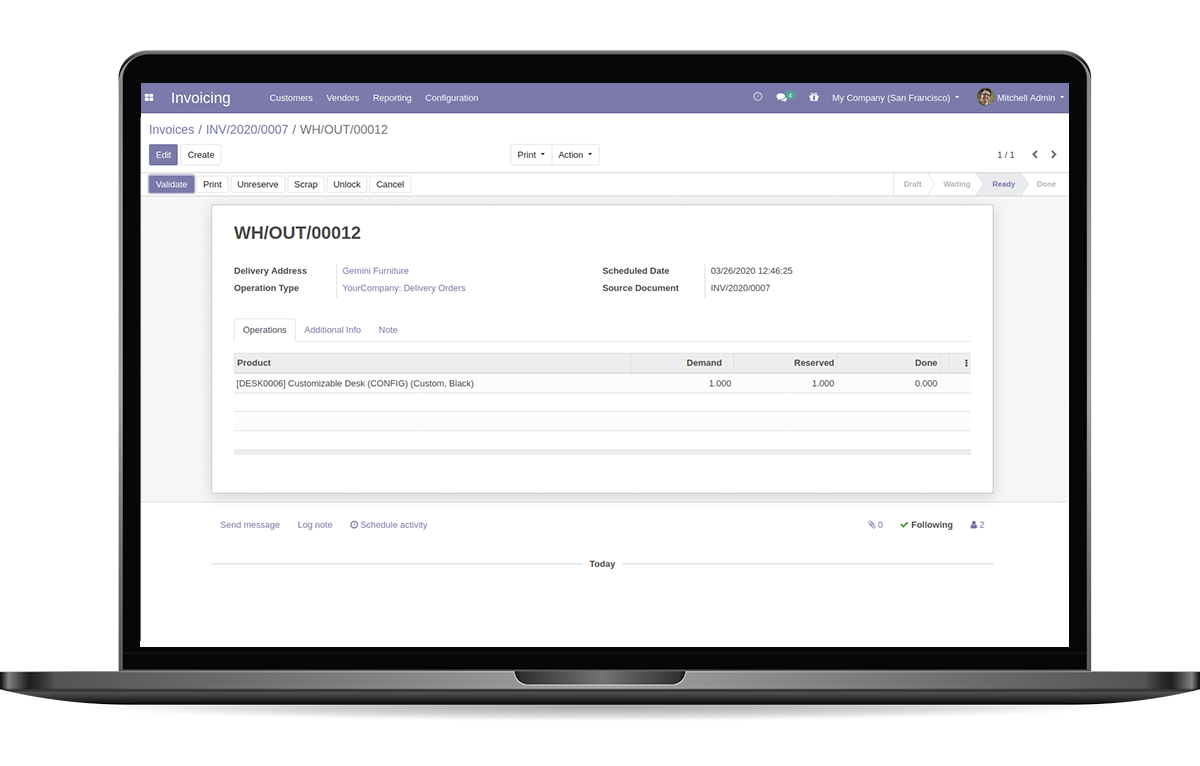 Invoicing Customers Vendors Reporting Configuration 4 My Company (San Francisco) Mitchell Admin
Invoices / INV/2020/0007 / WH/OUT/00012
Edit Create Print Action 1 / 1
Validate Print Unreserve Scrap Unlock Cancel Draft Waiting Ready Done
WH/OUT/00012
Delivery Address Gemini Furniture Scheduled Date 03/26/2020 12:46:25
Operation Type YourCompany: Delivery Orders Source Document INV/2020/0007
Operations Additional Info Note
Product Demand Reserved Done
[DESK0006] Customizable Desk (CONFIG) (Custom, Black) 1.000 1.000 0.000
Send message Log note Schedule activity 0 Following 2
Today